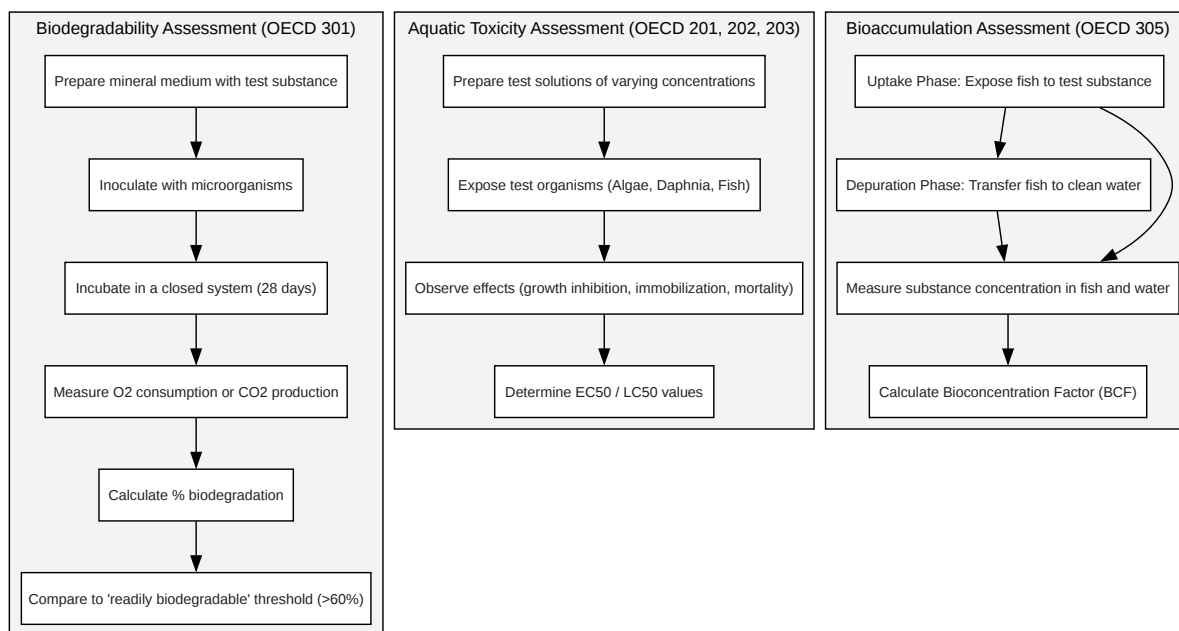 Biodegradability Assessment (OECD 301)
Prepare mineral medium with test substance
Inoculate with microorganisms
Incubate in a closed system (28 days)
Measure O2 consumption or CO2 production
Calculate % biodegradation
Compare to 'readily biodegradable' threshold (>60%)
Aquatic Toxicity Assessment (OECD 201, 202, 203)
Prepare test solutions of varying concentrations
Expose test organisms (Algae, Daphnia, Fish)
Observe effects (growth inhibition, immobilization, mortality)
Determine EC50 / LC50 values
Bioaccumulation Assessment (OECD 305)
Uptake Phase: Expose fish to test substance
Depuration Phase: Transfer fish to clean water
Measure substance concentration in fish and water
Calculate Bioconcentration Factor (BCF)